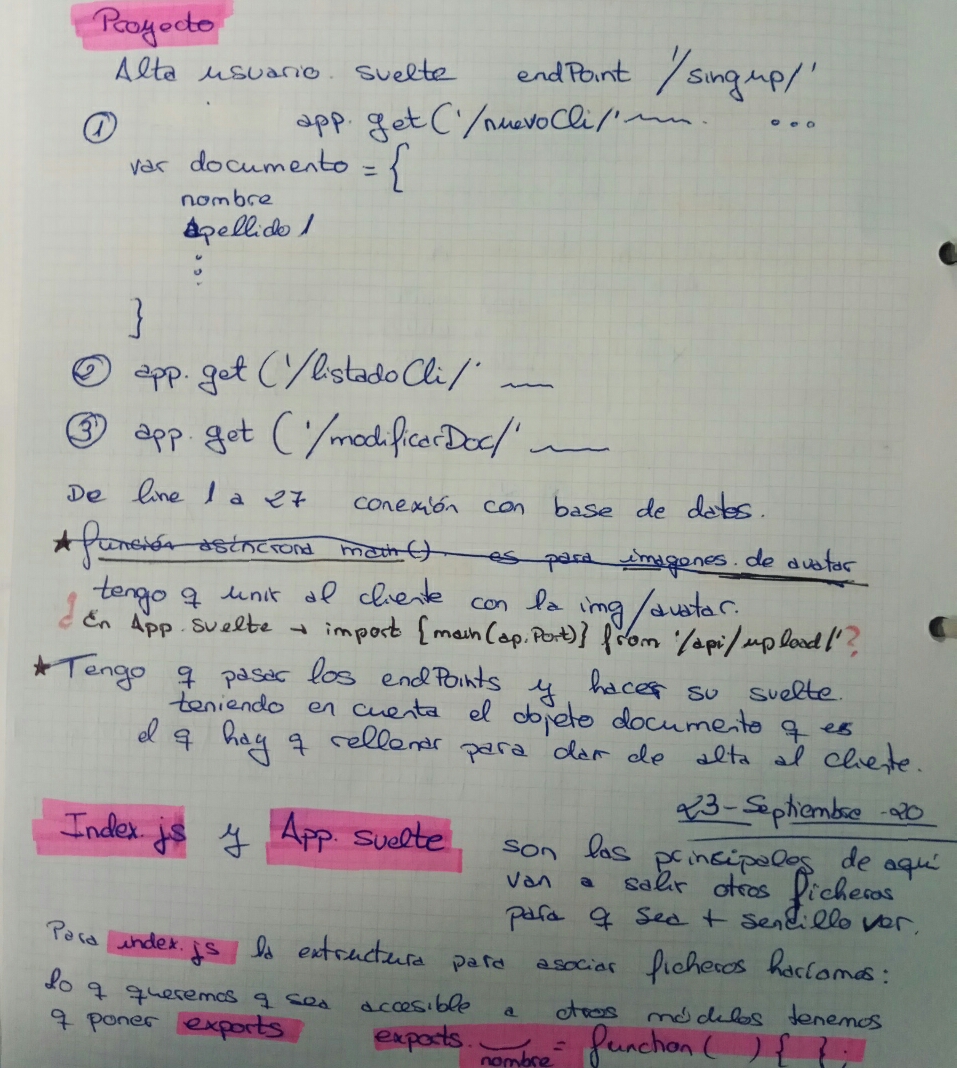 Proyecto
Alta usuario. svelte endPoint '/singup/'
① app.get('/nuevoCli/' ...
var documento = {
nombre
Apellido 1
⋮
}
② app.get('/listadoCli/'
③ app.get('/modificarDoc/'
De line 1 a 27 conexión con base de datos.
★ función asíncrona main() es para imagenes de avatar
tengo q unir al cliente con la img/avatar.
¿En App.svelte → import {main(ap.Port)} from '/api/upload/'?
★ Tengo q pasar los endPoints y hacer su svelte.
teniendo en cuenta el objeto documento q es
el q hay q rellenar para dar de alta al cliente.
23-Septiembre-20
Index.js y App.svelte son los principales de aquí
van a salir otros ficheros
para q sea + sencillo ver.
Para index.js la extructura para asociar ficheros haríamos:
lo q queremos q sea accesible a otros módulos tenemos
q poner exports exports. = function( ) { };
nombre